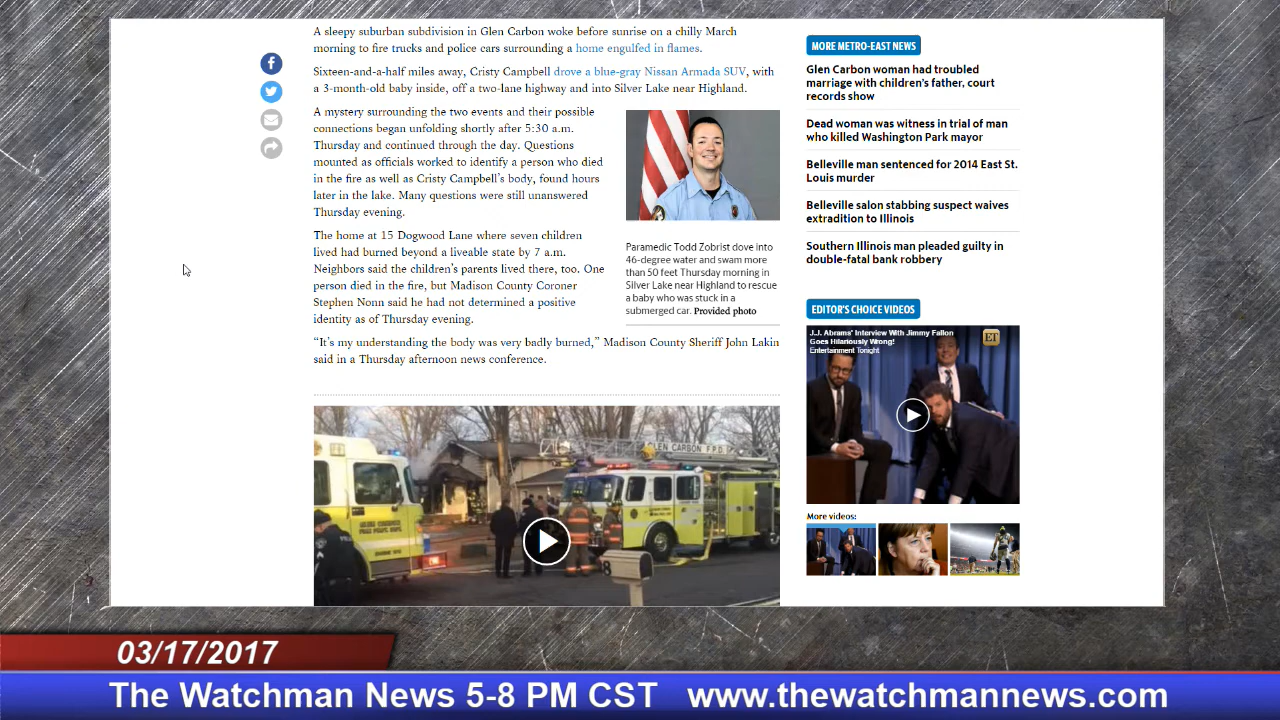 A sleepy suburban subdivision in Glen Carbon woke before sunrise on a chilly March
morning to fire trucks and police cars surrounding a home engulfed in flames.
Sixteen-and-a-half miles away, Cristy Campbell drove a blue-gray Nissan Armada SUV, with
a 3-month-old baby inside, off a two-lane highway and into Silver Lake near Highland.
A mystery surrounding the two events and their possible
connections began unfolding shortly after 5:30 a.m.
Thursday and continued through the day. Questions
mounted as officials worked to identify a person who died
in the fire as well as Cristy Campbell's body, found hours
later in the lake. Many questions were still unanswered
Thursday evening.
The home at 15 Dogwood Lane where seven children
lived had burned beyond a liveable state by 7 a.m.
Neighbors said the children's parents lived there, too. One
person died in the fire, but Madison County Coroner
Stephen Nonn said he had not determined a positive
identity as of Thursday evening.
Paramedic Todd Zobrist dove into
46-degree water and swam more
than 50 feet Thursday morning in
Silver Lake near Highland to rescue
a baby who was stuck in a
submerged car. Provided photo
“It's my understanding the body was very badly burned,” Madison County Sheriff John Lakin
said in a Thursday afternoon news conference.
GLEN CARBON F.P.D.
8
MORE METRO-EAST NEWS
Glen Carbon woman had troubled
marriage with children's father, court
records show
Dead woman was witness in trial of man
who killed Washington Park mayor
Belleville man sentenced for 2014 East St.
Louis murder
Belleville salon stabbing suspect waives
extradition to Illinois
Southern Illinois man pleaded guilty in
double-fatal bank robbery
EDITOR'S CHOICE VIDEOS
J.J. Abrams' Interview With Jimmy Fallon
Goes Hilariously Wrong!
Entertainment Tonight
ET
More videos:
03/17/2017
The Watchman News 5-8 PM CST www.thewatchmannews.com